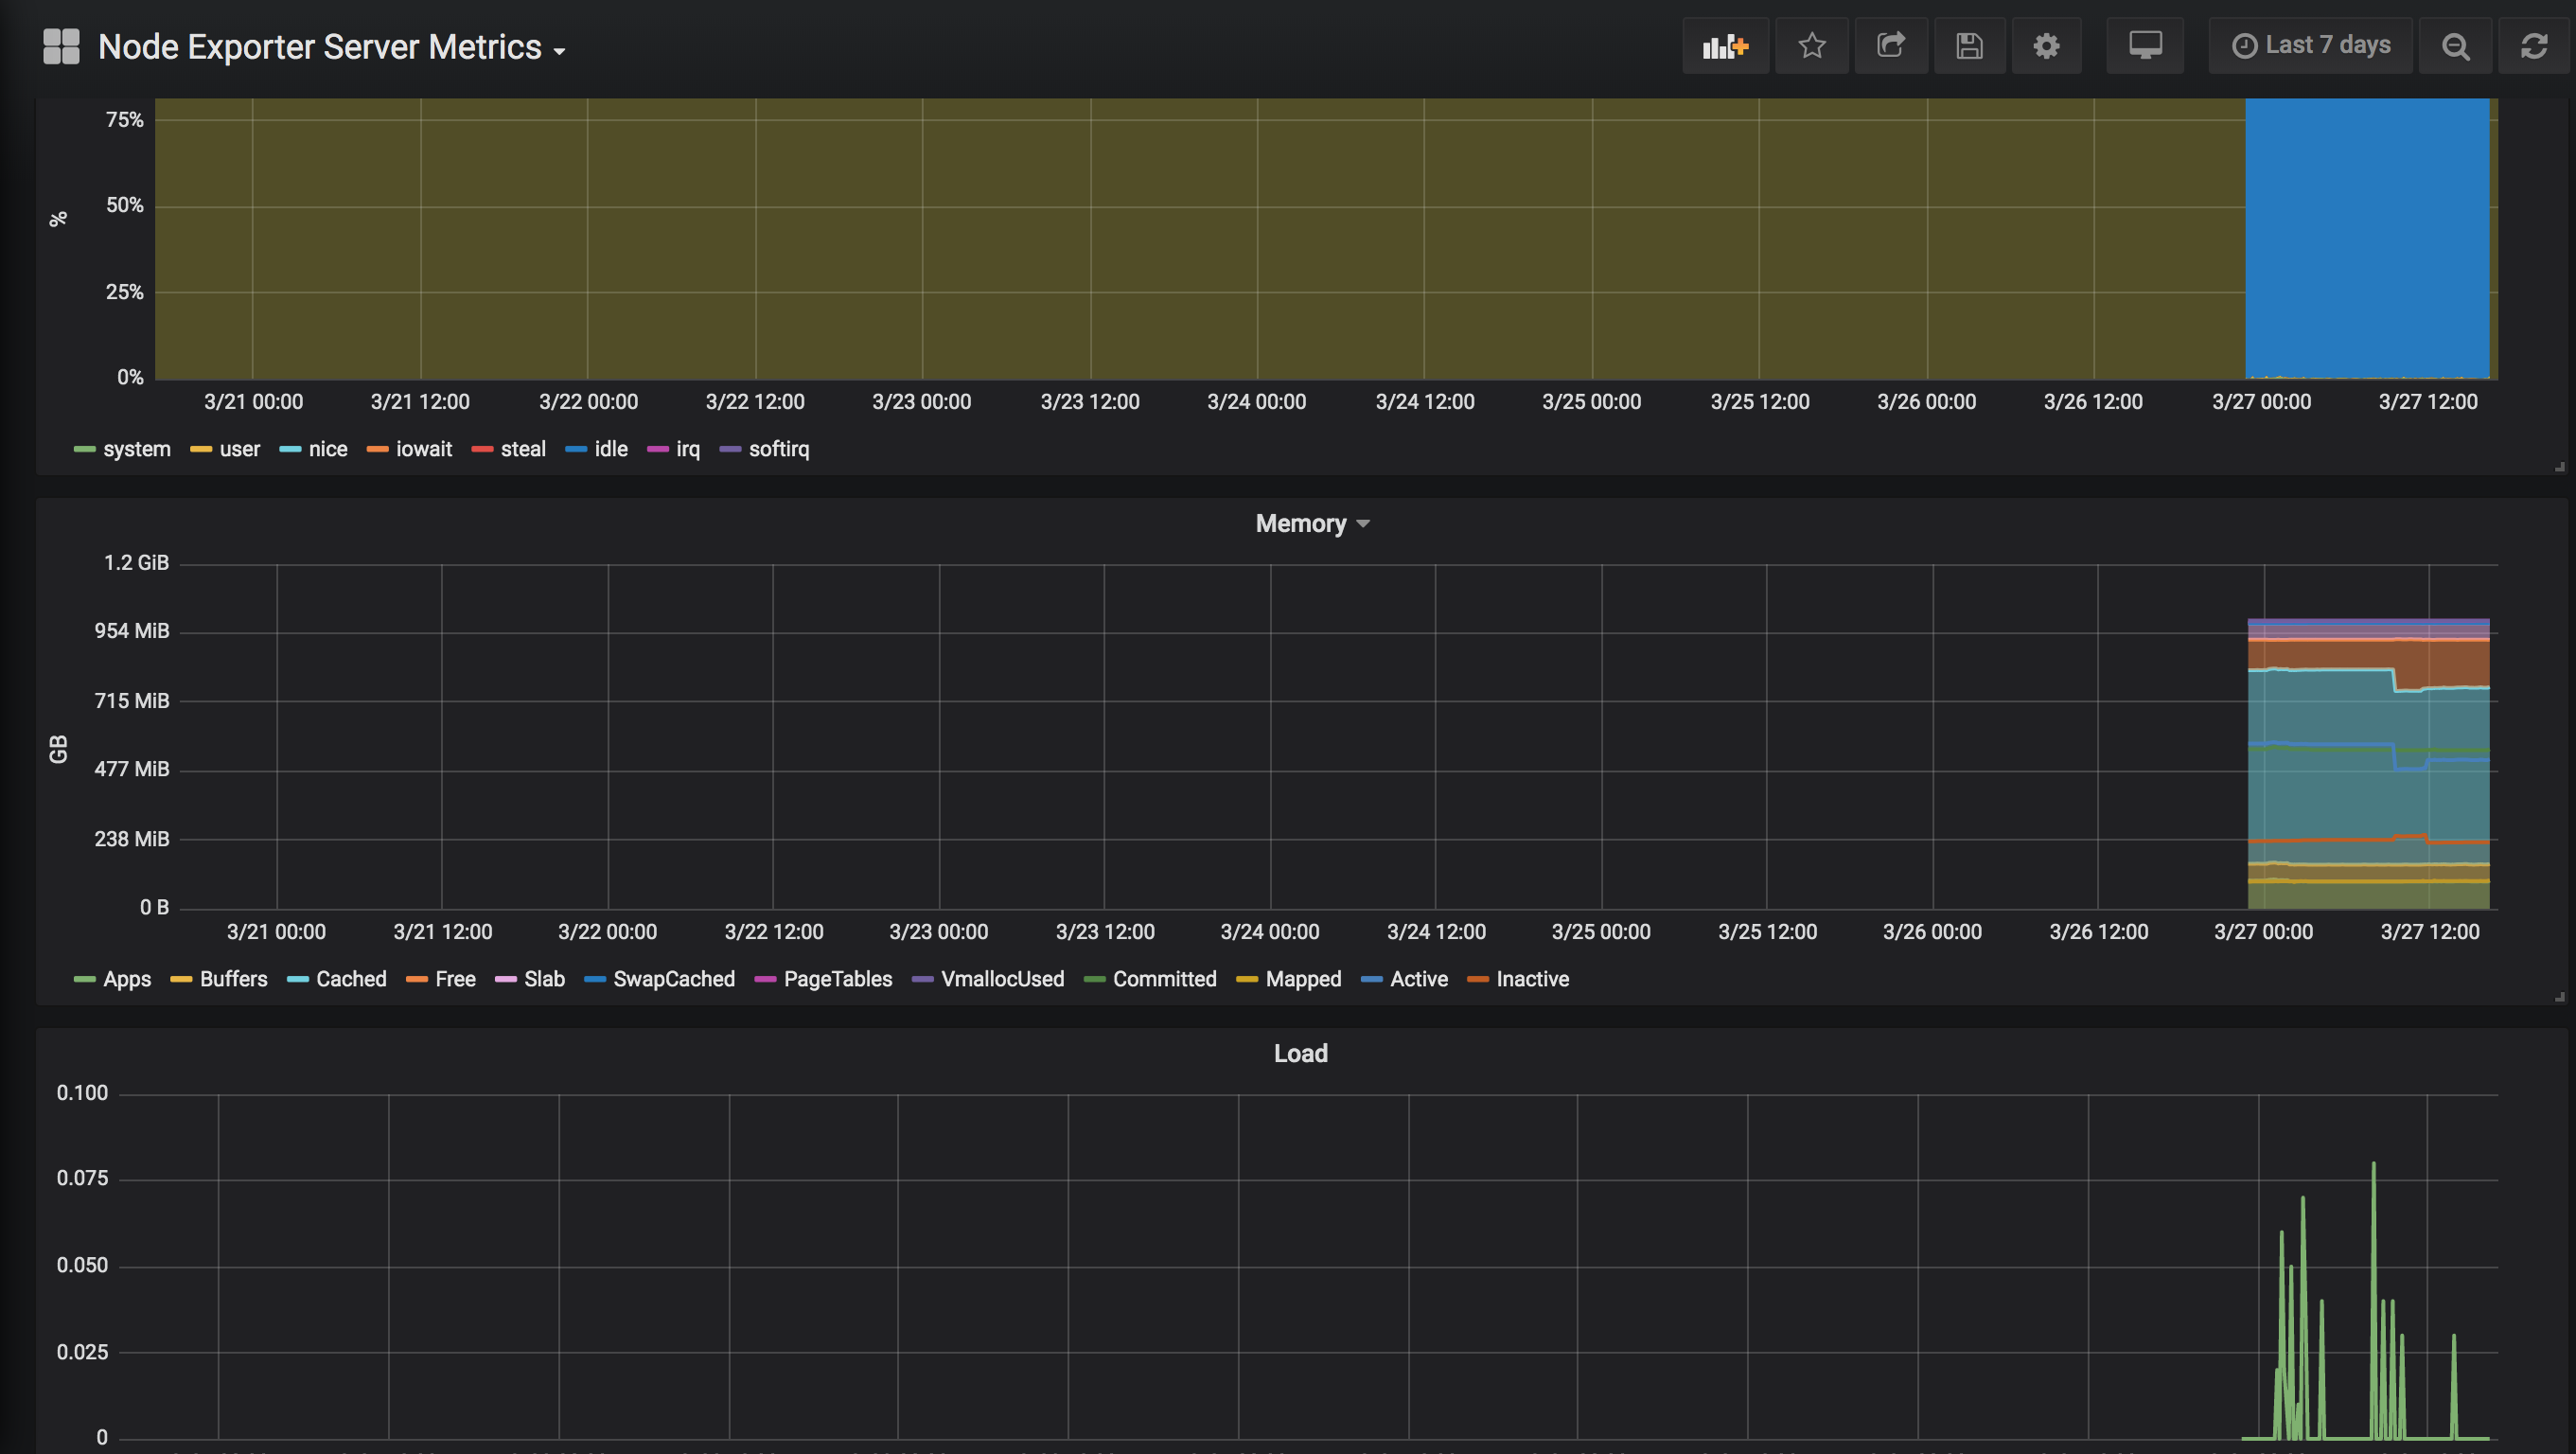 Node Exporter Server Metrics
Last 7 days
75%
50%
25%
0%
%
3/21 00:00 3/21 12:00 3/22 00:00 3/22 12:00 3/23 00:00 3/23 12:00 3/24 00:00 3/24 12:00 3/25 00:00 3/25 12:00 3/26 00:00 3/26 12:00 3/27 00:00 3/27 12:00
system user nice iowait steal idle irq softirq
Memory
1.2 GiB
954 MiB
715 MiB
477 MiB
238 MiB
0 B
GB
3/21 00:00 3/21 12:00 3/22 00:00 3/22 12:00 3/23 00:00 3/23 12:00 3/24 00:00 3/24 12:00 3/25 00:00 3/25 12:00 3/26 00:00 3/26 12:00 3/27 00:00 3/27 12:00
Apps Buffers Cached Free Slab SwapCached PageTables VmallocUsed Committed Mapped Active Inactive
Load
0.100
0.075
0.050
0.025
0